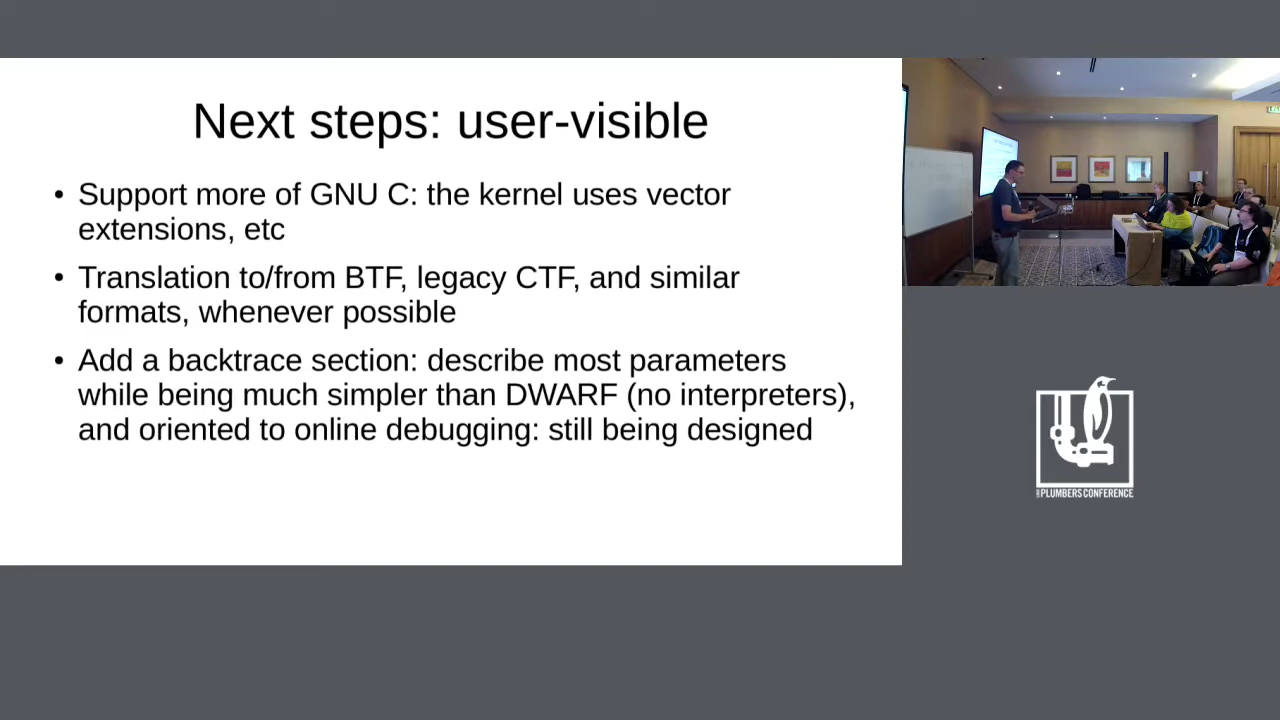 Next steps: user-visible
• Support more of GNU C: the kernel uses vector
extensions, etc
• Translation to/from BTF, legacy CTF, and similar
formats, whenever possible
• Add a backtrace section: describe most parameters
while being much simpler than DWARF (no interpreters),
and oriented to online debugging: still being designed
PLUMBERS CONFERENCE